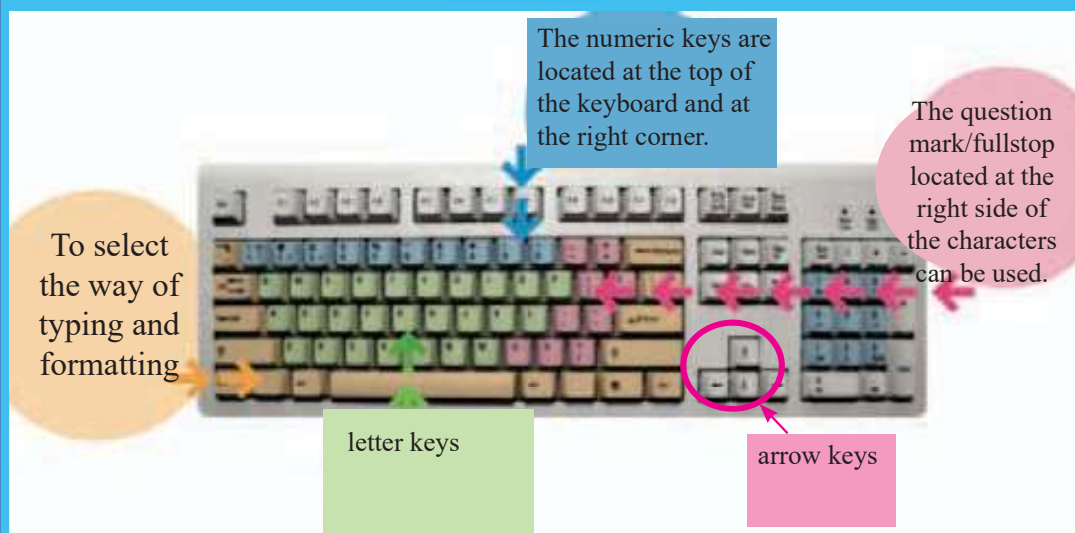 The numeric keys are
located at the top of
the keyboard and at
the right corner.
The question
mark/fullstop
located at the
right side of
the characters
can be used.
To select
the way of
typing and
formatting
letter keys
arrow keys